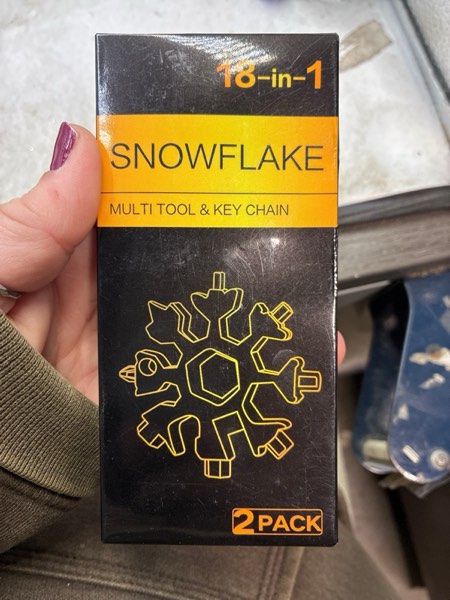 18-in-1
SNOWFLAKE
MULTI TOOL & KEY CHAIN
2 PACK